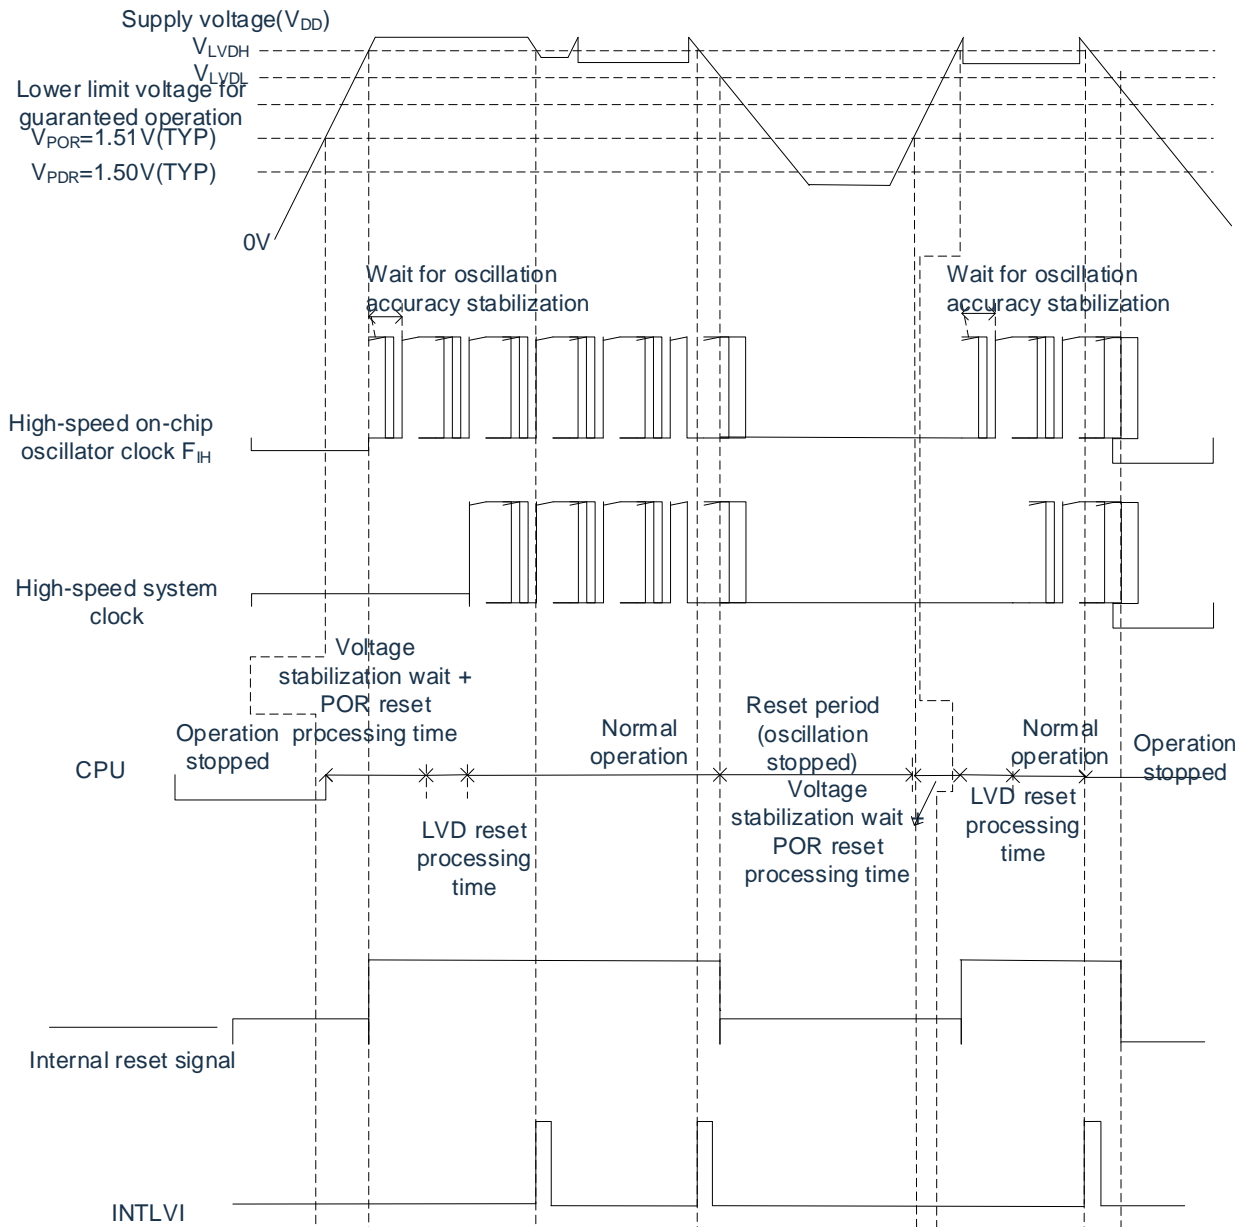 Supply voltage(VDD)
VLVDH
VLVDL
Lower limit voltage for
guaranteed operation
VPOR=1.51V(TYP)
VPDR=1.50V(TYP)
0V
Wait for oscillation
accuracy stabilization
Wait for oscillation
accuracy stabilization
High-speed on-chip
oscillator clock FIH
High-speed system
clock
Voltage
stabilization wait +
POR reset
processing time
Operation
stopped
Normal
operation
Reset period
(oscillation
stopped)
Normal
operation
Operation
stopped
CPU
LVD reset
processing
time
Voltage
stabilization wait +
POR reset
processing time
LVD reset
processing
time
Internal reset signal
INTLVI